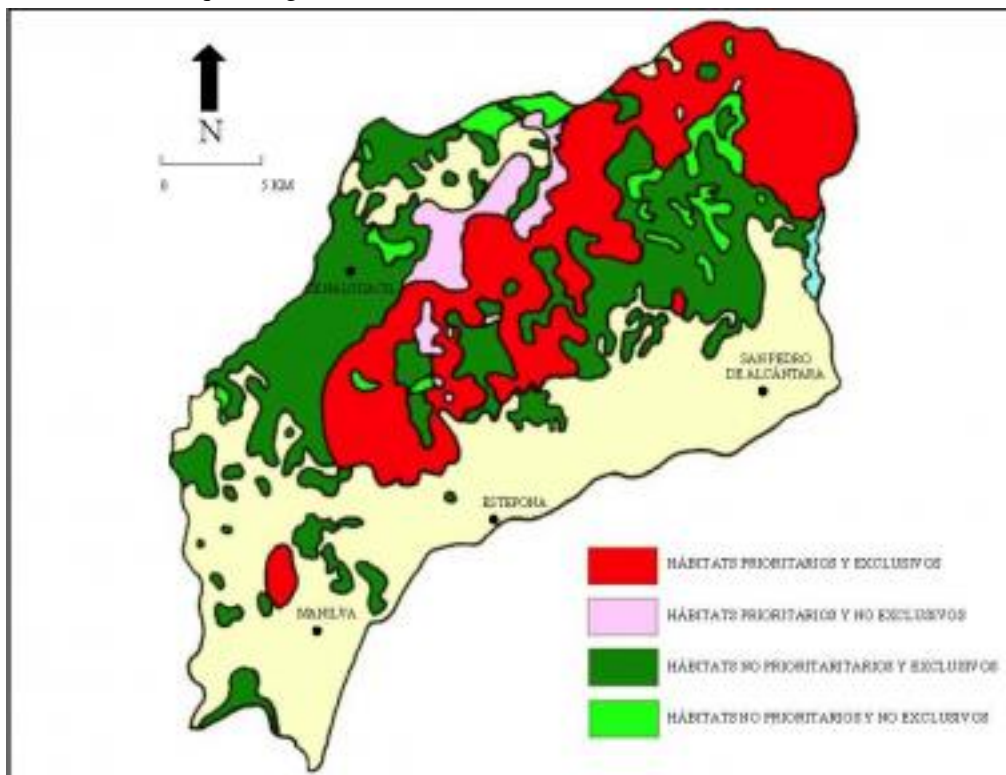 N
0
5 KM
SAN PEDRO
DE ALCÁNTARA
ESTEPONA
MANILVA
HÁBITATS PRIORITARIOS Y EXCLUSIVOS
HÁBITATS PRIORITARIOS Y NO EXCLUSIVOS
HÁBITATS NO PRIORITARITARIOS Y EXCLUSIVOS
HÁBITATS NO PRIORITARIOS Y NO EXCLUSIVOS